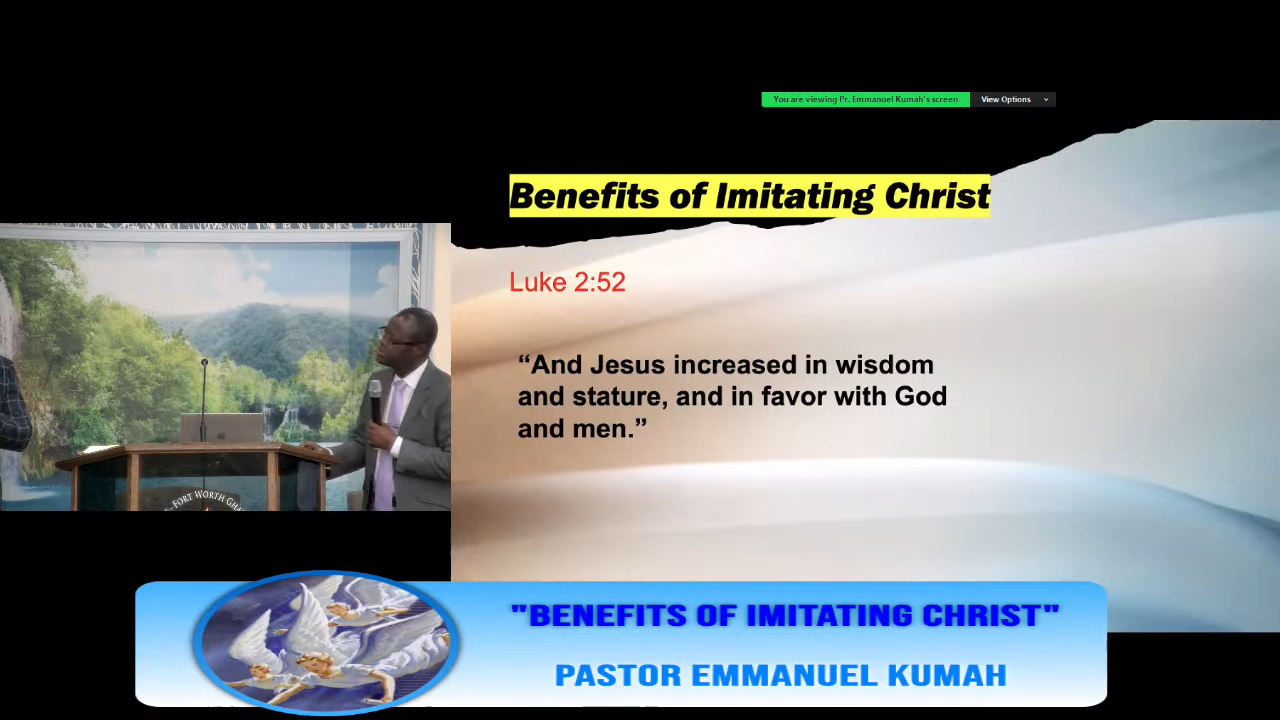 You are viewing Pr. Emmanuel Kumah's screen
View Options
Benefits of Imitating Christ
Luke 2:52
“And Jesus increased in wisdom
and stature, and in favor with God
and men.”
FORT WORTH GHA
"BENEFITS OF IMITATING CHRIST"
PASTOR EMMANUEL KUMAH